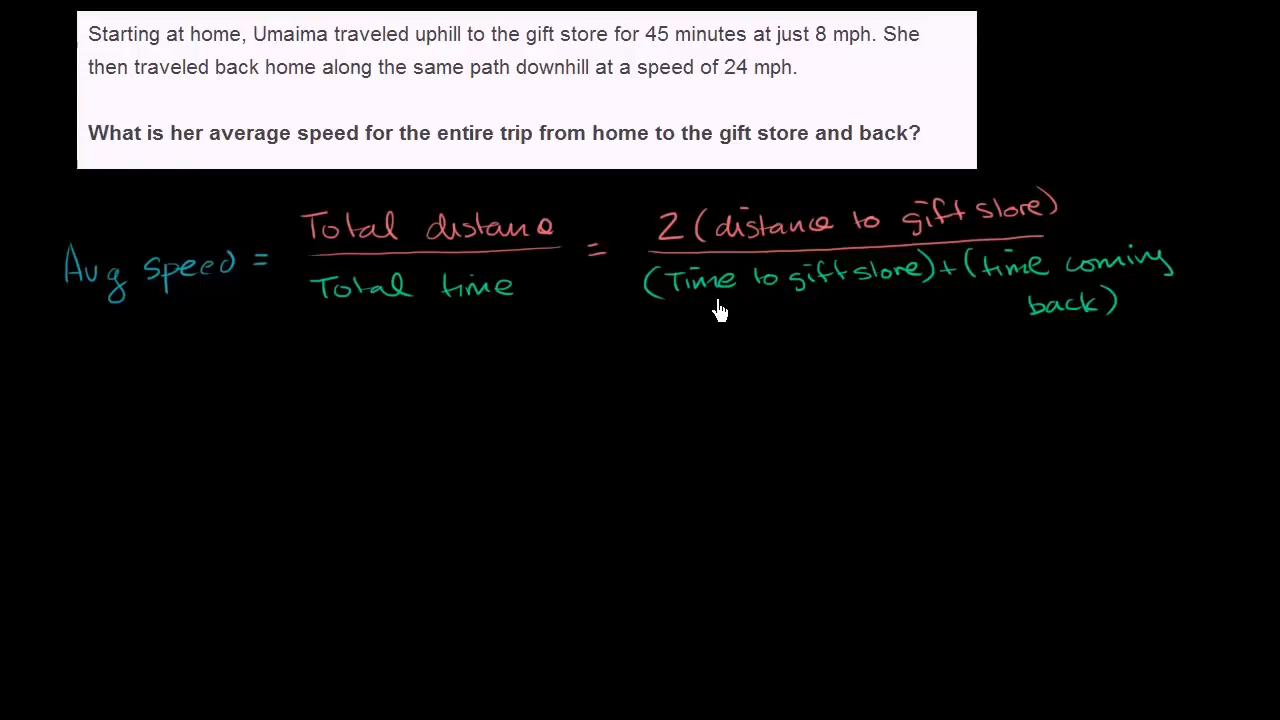 Starting at home, Umaima traveled uphill to the gift store for 45 minutes at just 8 mph. She
then traveled back home along the same path downhill at a speed of 24 mph.
What is her average speed for the entire trip from home to the gift store and back?
Avg speed = Total distance / Total time = 2 (distance to gift store) / (Time to gift store) + (time coming
back)